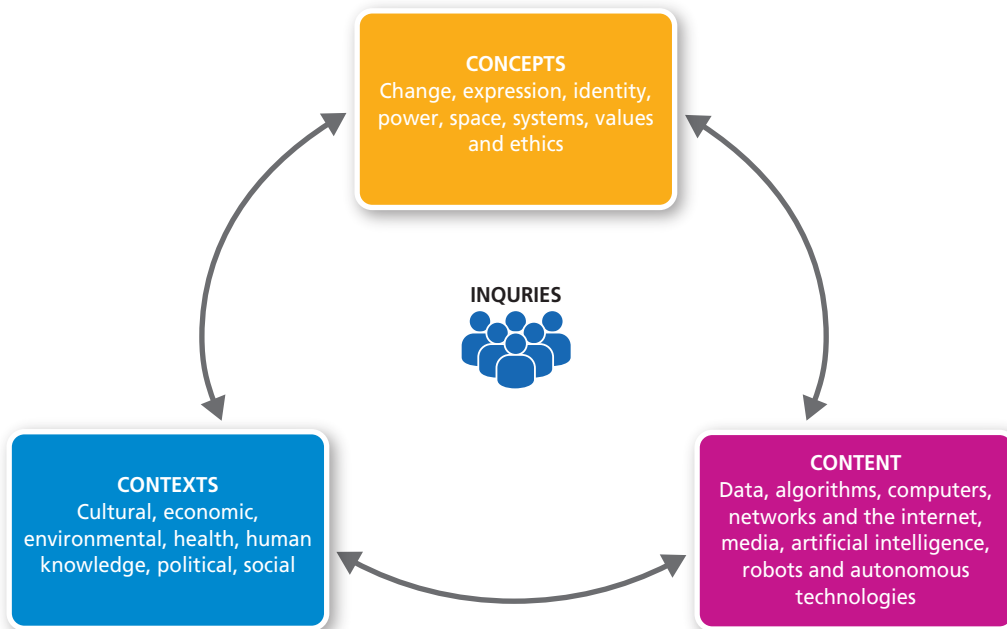 CONCEPTS
Change, expression, identity,
power, space, systems, values
and ethics
INQURIES
CONTEXTS
Cultural, economic,
environmental, health, human
knowledge, political, social
CONTENT
Data, algorithms, computers,
networks and the internet,
media, artificial intelligence,
robots and autonomous
technologies